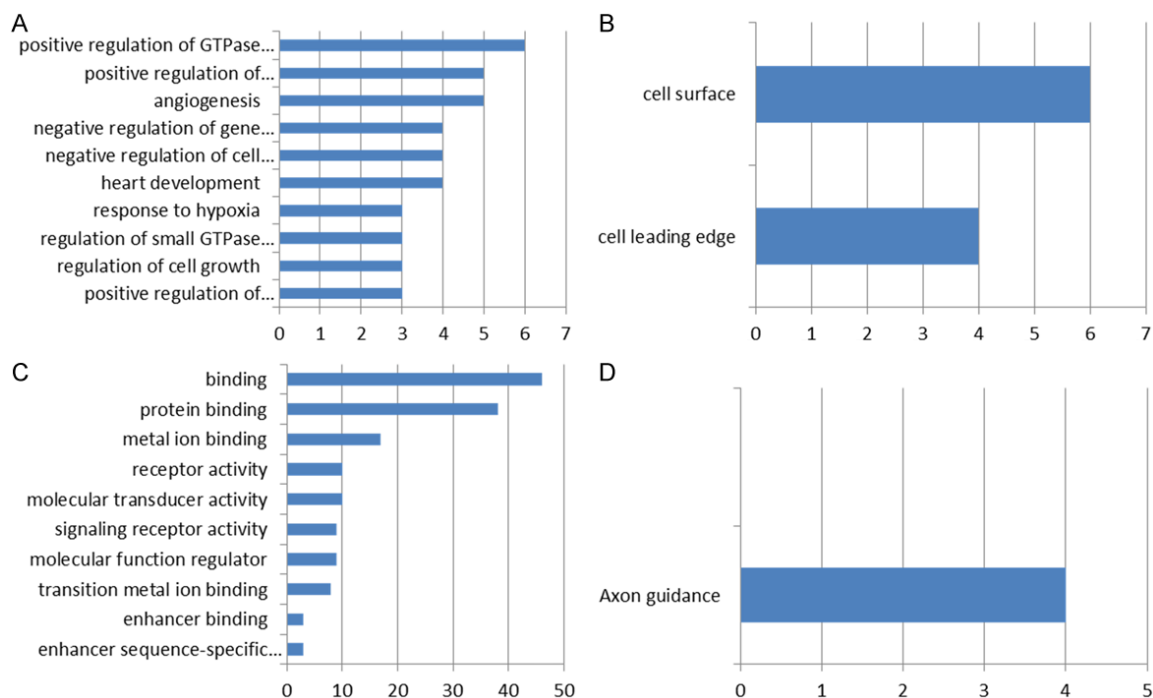 A
positive regulation of GTPase...
positive regulation of...
angiogenesis
negative regulation of gene...
negative regulation of cell...
heart development
response to hypoxia
regulation of small GTPase...
regulation of cell growth
positive regulation of...
0 1 2 3 4 5 6 7
B
cell surface
cell leading edge
0 1 2 3 4 5 6 7
C
binding
protein binding
metal ion binding
receptor activity
molecular transducer activity
signaling receptor activity
molecular function regulator
transition metal ion binding
enhancer binding
enhancer sequence-specific...
0 10 20 30 40 50
D
Axon guidance
0 1 2 3 4 5